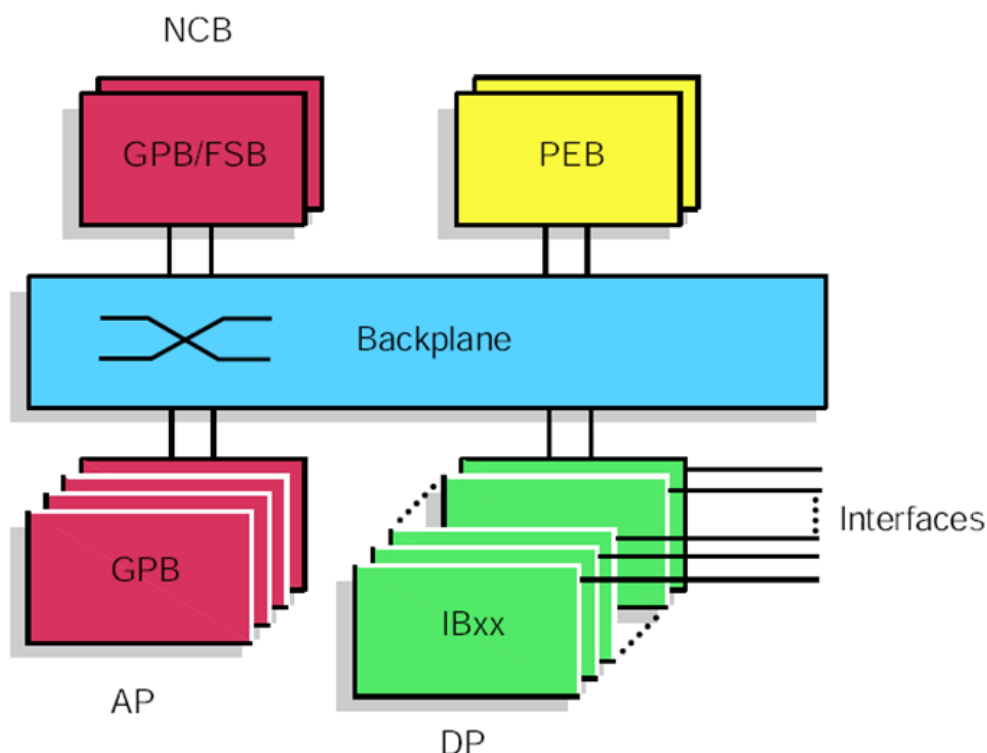 NCB
GPB/FSB
PEB
Backplane
Interfaces
GPB
IBxx
AP
DP